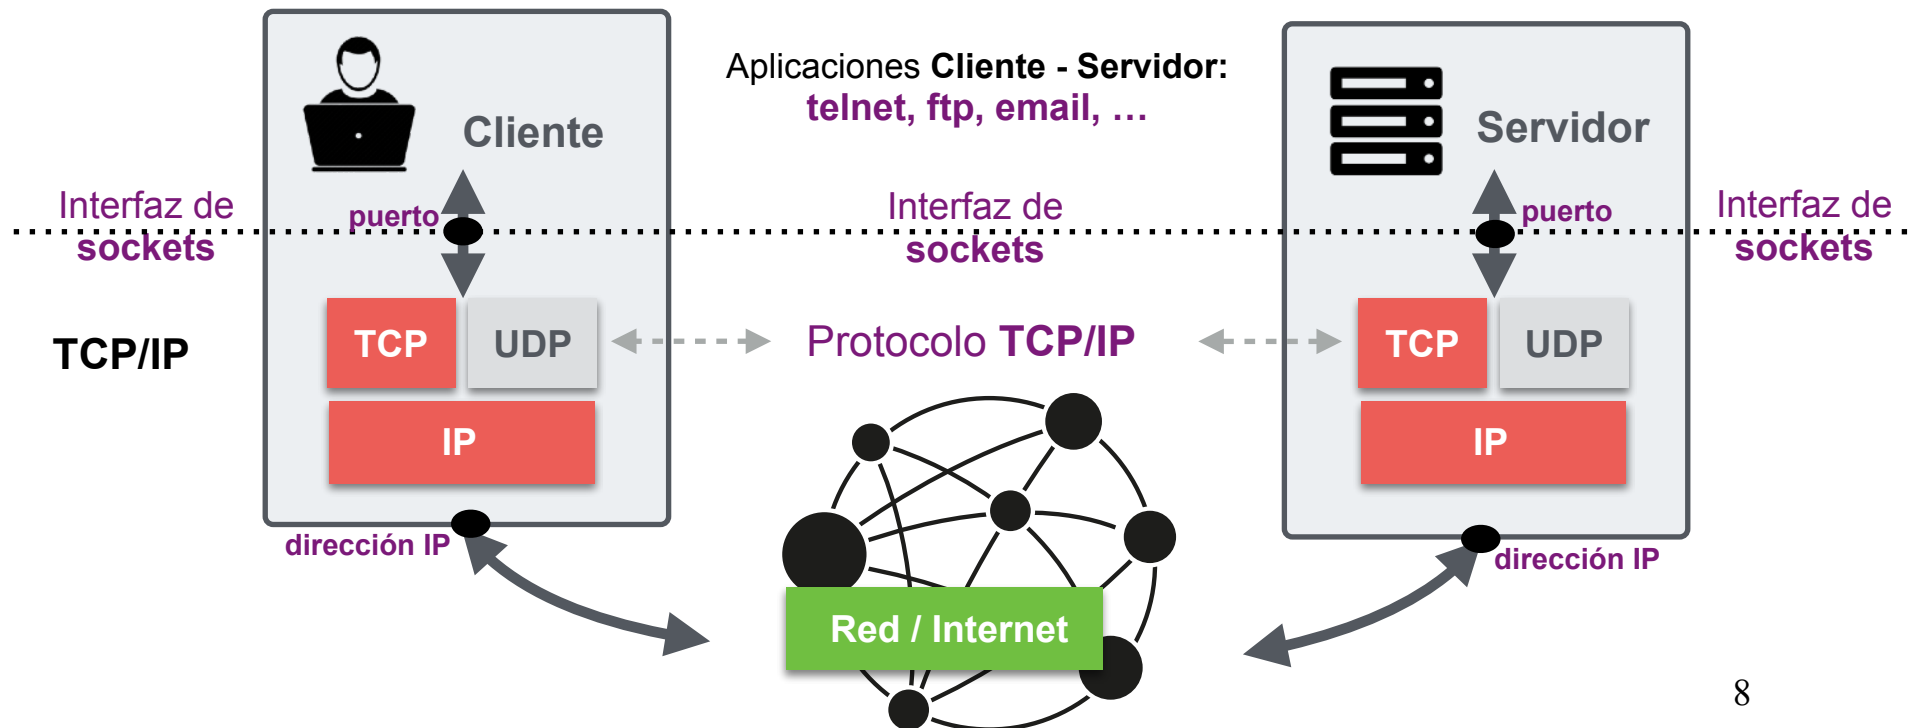 Aplicaciones Cliente - Servidor:
telnet, ftp, email, …
Cliente
Servidor
Interfaz de
sockets
puerto
Interfaz de
sockets
puerto
Interfaz de
sockets
TCP/IP
TCP
UDP
Protocolo TCP/IP
TCP
UDP
IP
IP
dirección IP
dirección IP
Red / Internet
8